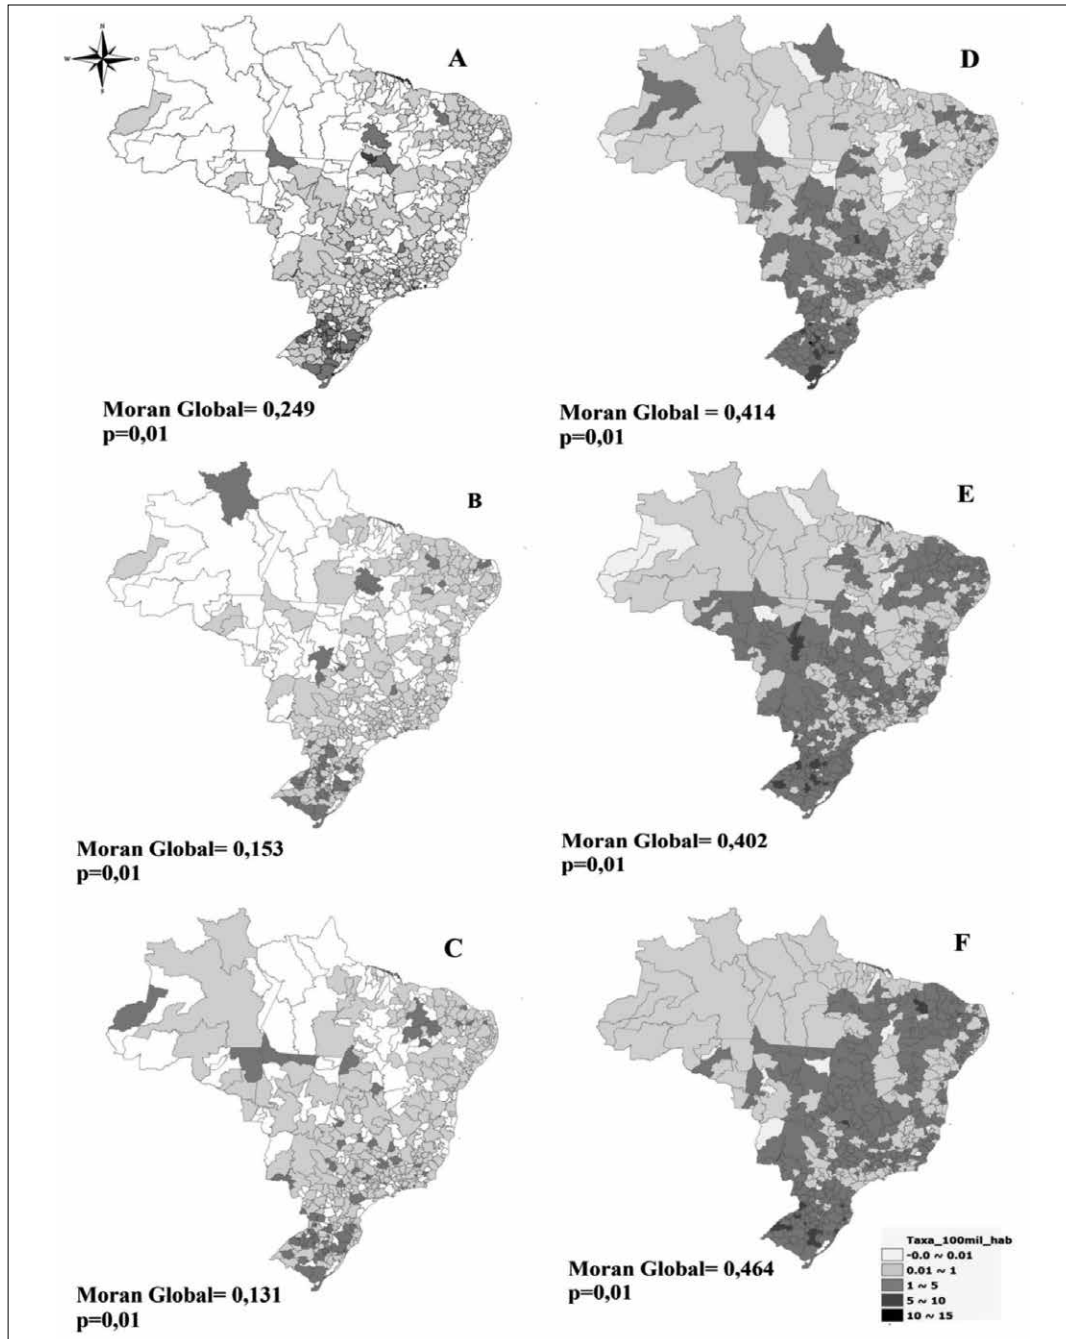 N
W
O
S
A
Moran Global= 0,249
p=0,01
D
Moran Global = 0,414
p=0,01
B
Moran Global= 0,153
p=0,01
E
Moran Global= 0,402
p=0,01
C
Moran Global= 0,131
p=0,01
F
Moran Global= 0,464
p=0,01
Taxa_100mil_hab
-0.0 ~ 0.01
0.01 ~ 1
1 ~ 5
5 ~ 10
10 ~ 15